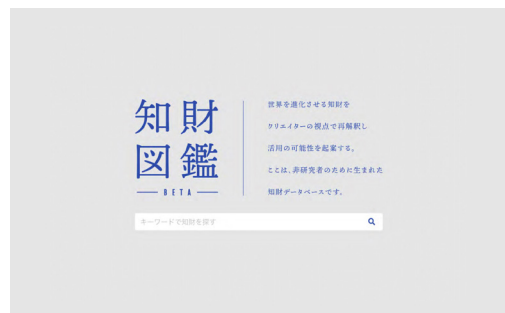 知財
図鑑
BETA
世界を進化させる知財を
クリエイターの視点で再解釈し
活用の可能性を起案する。
ここは、非研究者のために生まれた
知財データベースです。
キーワードで知財を探す